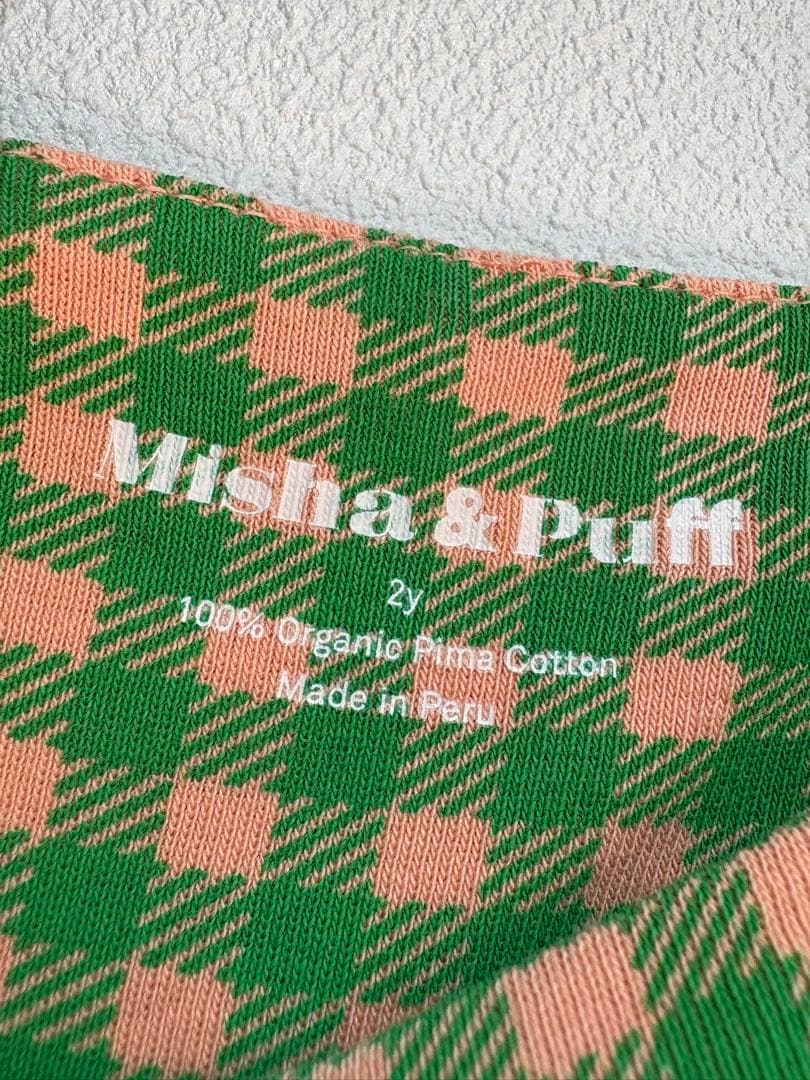 Misha & Puff
2y
100% Organic Pima Cotton
Made in Peru